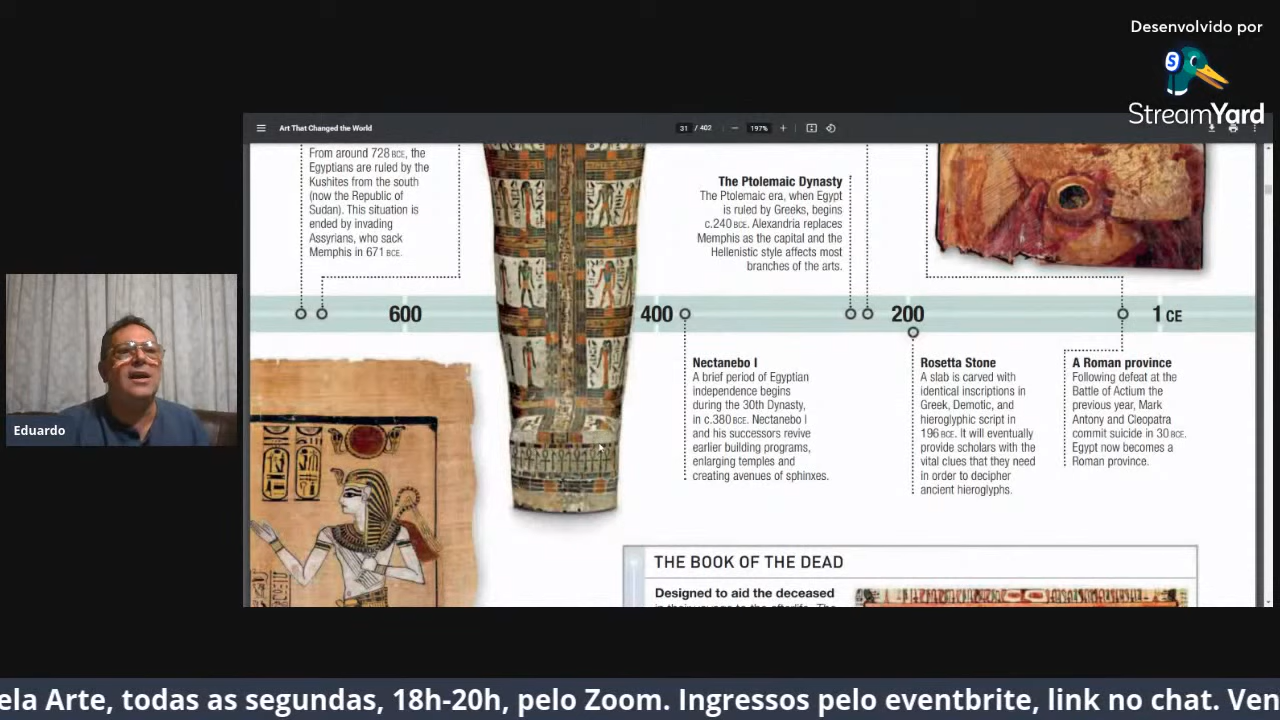 Desenvolvido por
StreamYard
Art That Changed the World
31 / 402
197%
From around 728 BCE, the
Egyptians are ruled by the
Kushites from the south
(now the Republic of
Sudan). This situation is
ended by invading
Assyrians, who sack
Memphis in 671 BCE.
The Ptolemaic Dynasty
The Ptolemaic era, when Egypt
is ruled by Greeks, begins
c.240 BCE. Alexandria replaces
Memphis as the capital and the
Hellenistic style affects most
branches of the arts.
600
400
200
1 CE
Nectanebo I
A brief period of Egyptian
independence begins
during the 30th Dynasty,
in c.380 BCE. Nectanebo I
and his successors revive
earlier building programs,
enlarging temples and
creating avenues of sphinxes.
Rosetta Stone
A slab is carved with
identical inscriptions in
Greek, Demotic, and
hieroglyphic script in
196 BCE. It will eventually
provide scholars with the
vital clues that they need
in order to decipher
ancient hieroglyphs.
A Roman province
Following defeat at the
Battle of Actium the
previous year, Mark
Antony and Cleopatra
commit suicide in 30 BCE.
Egypt now becomes a
Roman province.
Eduardo
THE BOOK OF THE DEAD
Designed to aid the deceased
ela Arte, todas as segundas, 18h-20h, pelo Zoom. Ingressos pelo eventbrite, link no chat. Ven